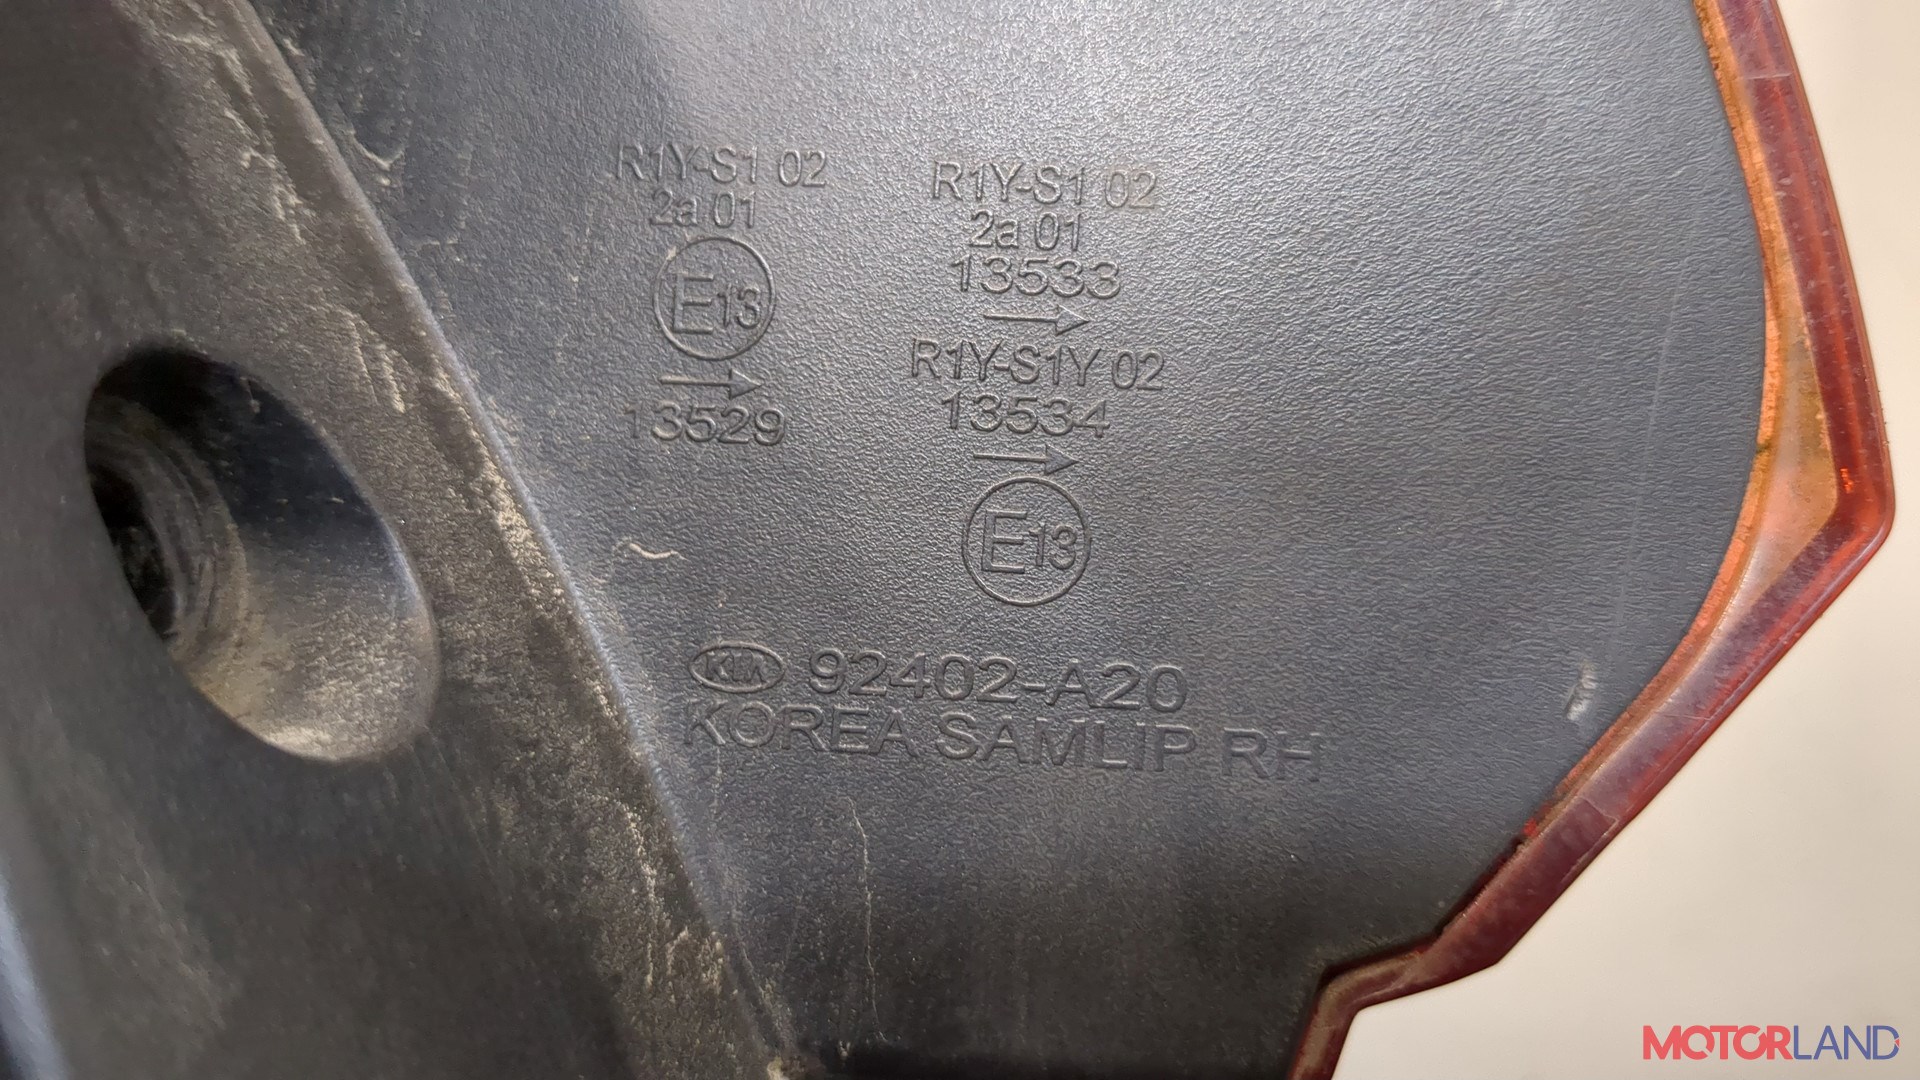 R1Y-S1 02
2a 01
E13
→
13529
R1Y-S1 02
2a 01
13533
→
R1Y-S1Y 02
13534
→
E13
KIA 92402-A20
KOREA SAMLIP RH
MOTORLAND